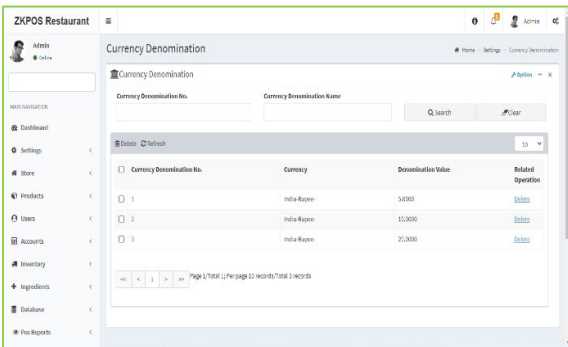 ZKPOS Restaurant
Admin
Admin
Online
Currency Denomination
Home - Settings - Currency Denomination
Currency Denomination
Option
Currency Denomination No.
Currency Denomination Name
Search
Clear
MAIN NAVIGATION
Dashboard
Settings
Store
Products
Users
Accounts
Inventory
Ingredients
Database
Pos Reports
Delete Refresh
10
Currency Denomination No.
Currency
Denomination Value
Related Operation
1
India-Rupee-
5.0000
Delete
2
India-Rupee-
10.0000
Delete
3
India-Rupee-
20.0000
Delete
<< < 1 > >> Page 1/Total 1; Per page 10 records/Total 3 records